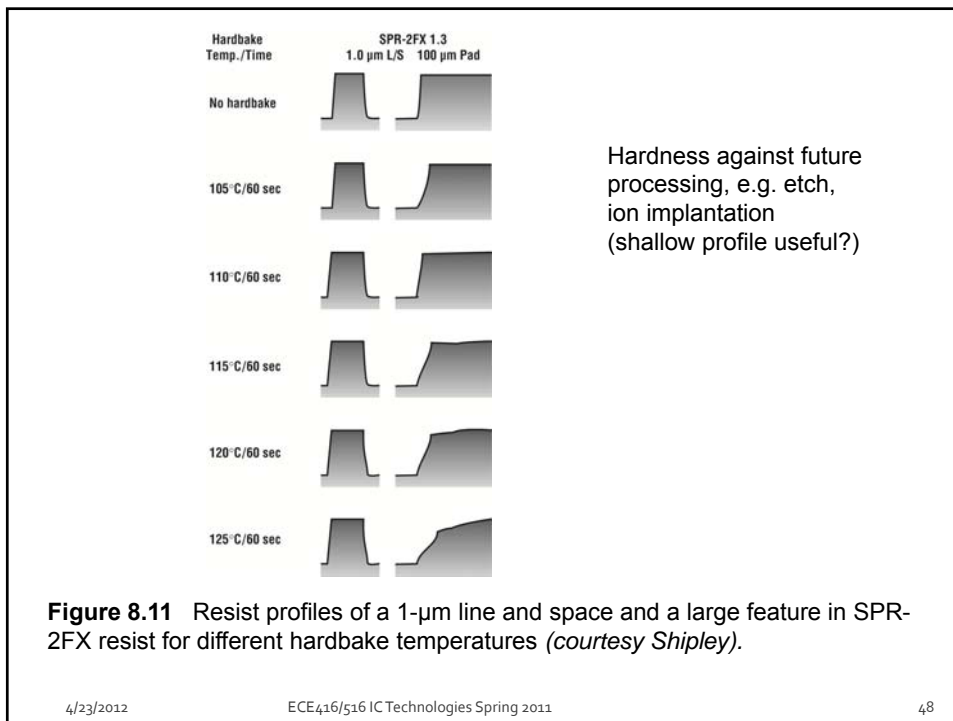 Hardbake SPR-2FX 1.3
Temp./Time 1.0 µm L/S 100 µm Pad
No hardbake
105°C/60 sec
110°C/60 sec
115°C/60 sec
120°C/60 sec
125°C/60 sec
Hardness against future
processing, e.g. etch,
ion implantation
(shallow profile useful?)
Figure 8.11 Resist profiles of a 1-µm line and space and a large feature in SPR-
2FX resist for different hardbake temperatures (courtesy Shipley).
4/23/2012 ECE416/516 IC Technologies Spring 2011 48